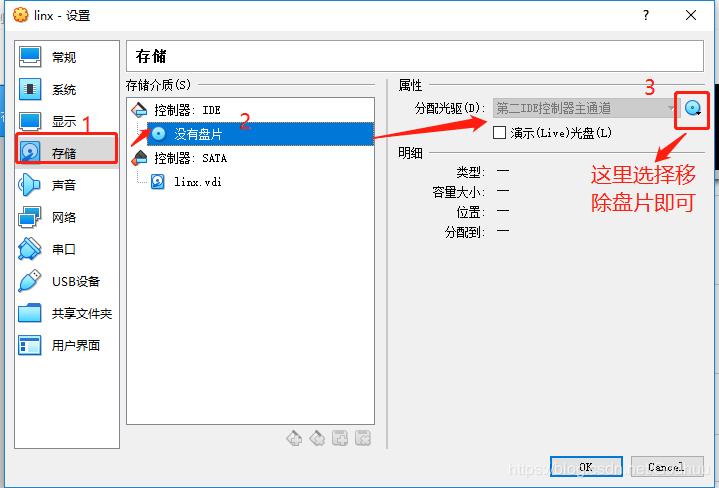 linx - 设置
?
常规
系统
显示
存储
声音
网络
串口
USB设备
共享文件夹
用户界面
1
存储
存储介质(S)
控制器: IDE
没有盘片
2
控制器: SATA
linx.vdi
属性
3
分配光驱(D):
第二IDE控制器主通道
演示(Live)光盘(L)
明细
类型: —
容量大小: —
位置: —
分配到: —
这里选择移
除盘片即可
OK
Cancel